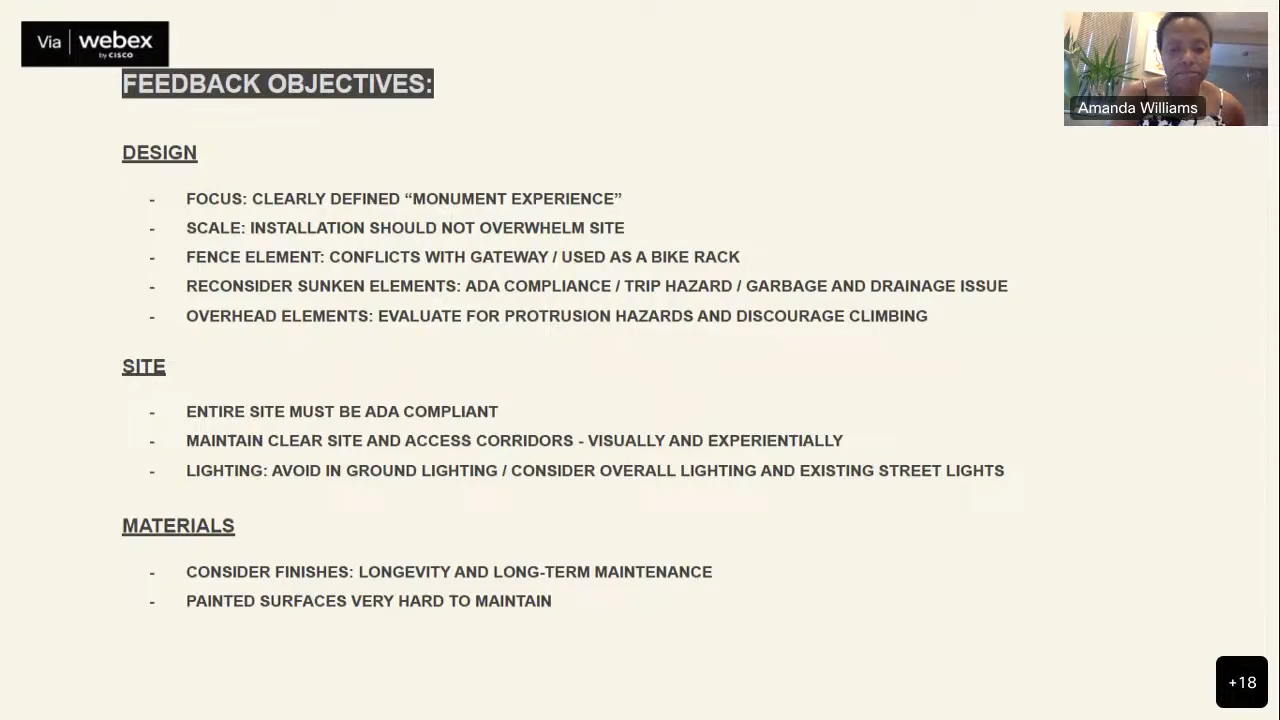 Via webex
by CISCO
Amanda Williams
FEEDBACK OBJECTIVES:
DESIGN
- FOCUS: CLEARLY DEFINED “MONUMENT EXPERIENCE”
- SCALE: INSTALLATION SHOULD NOT OVERWHELM SITE
- FENCE ELEMENT: CONFLICTS WITH GATEWAY / USED AS A BIKE RACK
- RECONSIDER SUNKEN ELEMENTS: ADA COMPLIANCE / TRIP HAZARD / GARBAGE AND DRAINAGE ISSUE
- OVERHEAD ELEMENTS: EVALUATE FOR PROTRUSION HAZARDS AND DISCOURAGE CLIMBING
SITE
- ENTIRE SITE MUST BE ADA COMPLIANT
- MAINTAIN CLEAR SITE AND ACCESS CORRIDORS - VISUALLY AND EXPERIENTIALLY
- LIGHTING: AVOID IN GROUND LIGHTING / CONSIDER OVERALL LIGHTING AND EXISTING STREET LIGHTS
MATERIALS
- CONSIDER FINISHES: LONGEVITY AND LONG-TERM MAINTENANCE
- PAINTED SURFACES VERY HARD TO MAINTAIN
+18